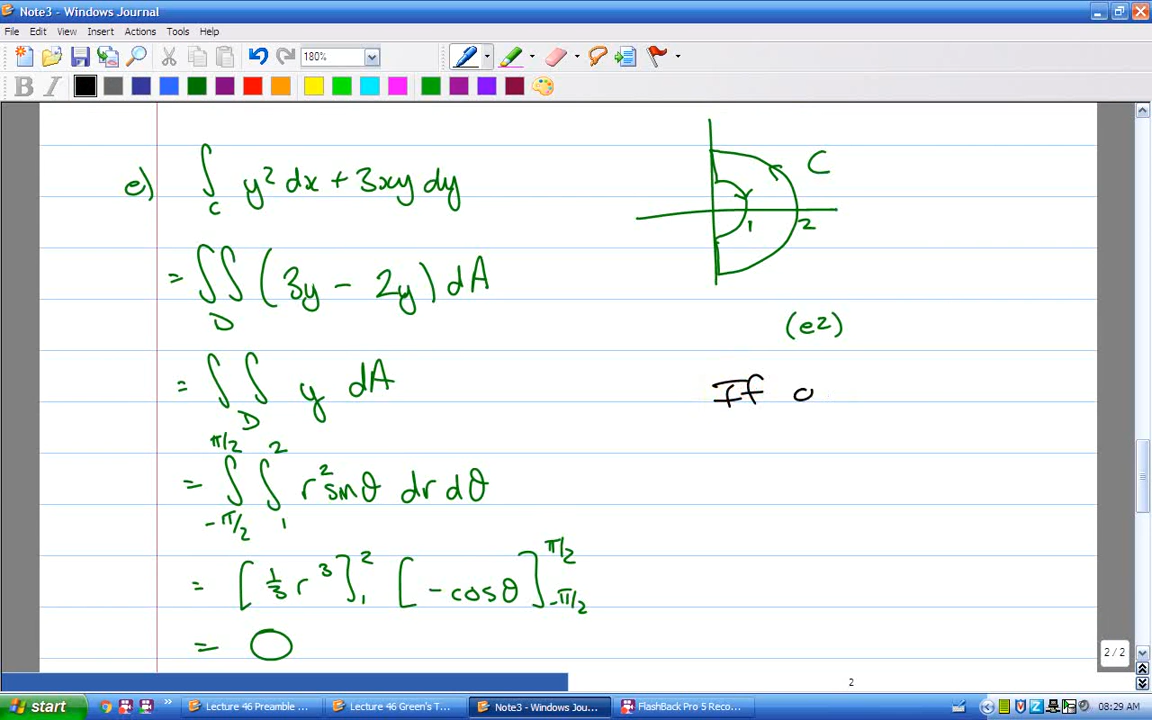 Note3 - Windows Journal
File Edit View Insert Actions Tools Help
180%
B I
e) ∫_C y² dx + 3xy dy
= ∫∫_D (3y - 2y) dA
= ∫∫_D y dA
= ∫_{-π/2}^{π/2} ∫_1^2 r² sinθ dr dθ
= [1/3 r³]_1^2 [-cosθ]_{-π/2}^{π/2}
= 0
C
1 2
(e2)
If o
2 / 2
2
start
Lecture 46 Preamble ...
Lecture 46 Green's T...
Note3 - Windows Jou...
FlashBack Pro 5 Reco...
08:29 AM